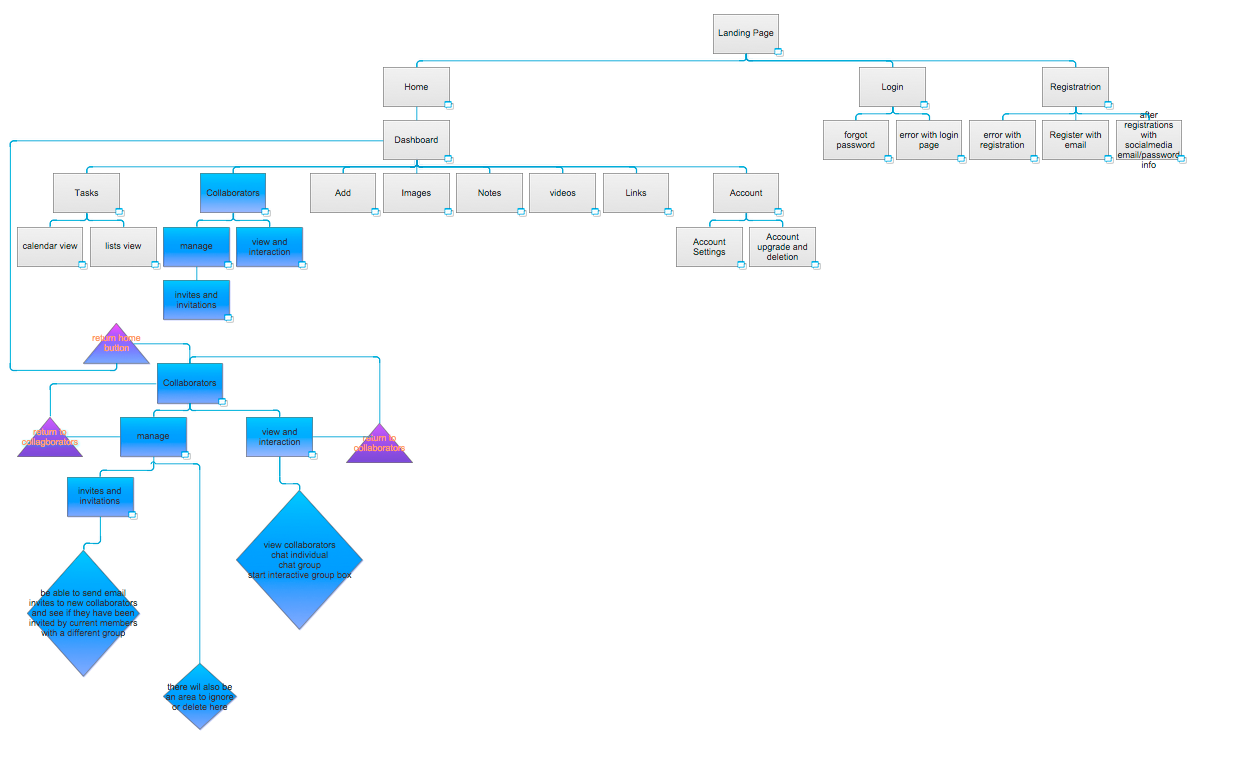 Landing Page
Home
Login
Registratrion
Dashboard
forgot
password
error with login
page
error with
registration
Register with
email
after
registrations
with
socialmedia
email/password
info
Tasks
Collaborators
Add
Images
Notes
videos
Links
Account
calendar view
lists view
manage
view and
interaction
Account
Settings
Account
upgrade and
deletion
invites and
invitations
return home
button
Collaborators
return to
collagborators
manage
view and
interaction
return to
collaborators
invites and
invitations
view collaborators
chat individual
chat group
start interactive group box
be able to send email
invites to new collaborators
and see if they have been
invited by current members
with a different group
there wil also be
an area to ignore
or delete here